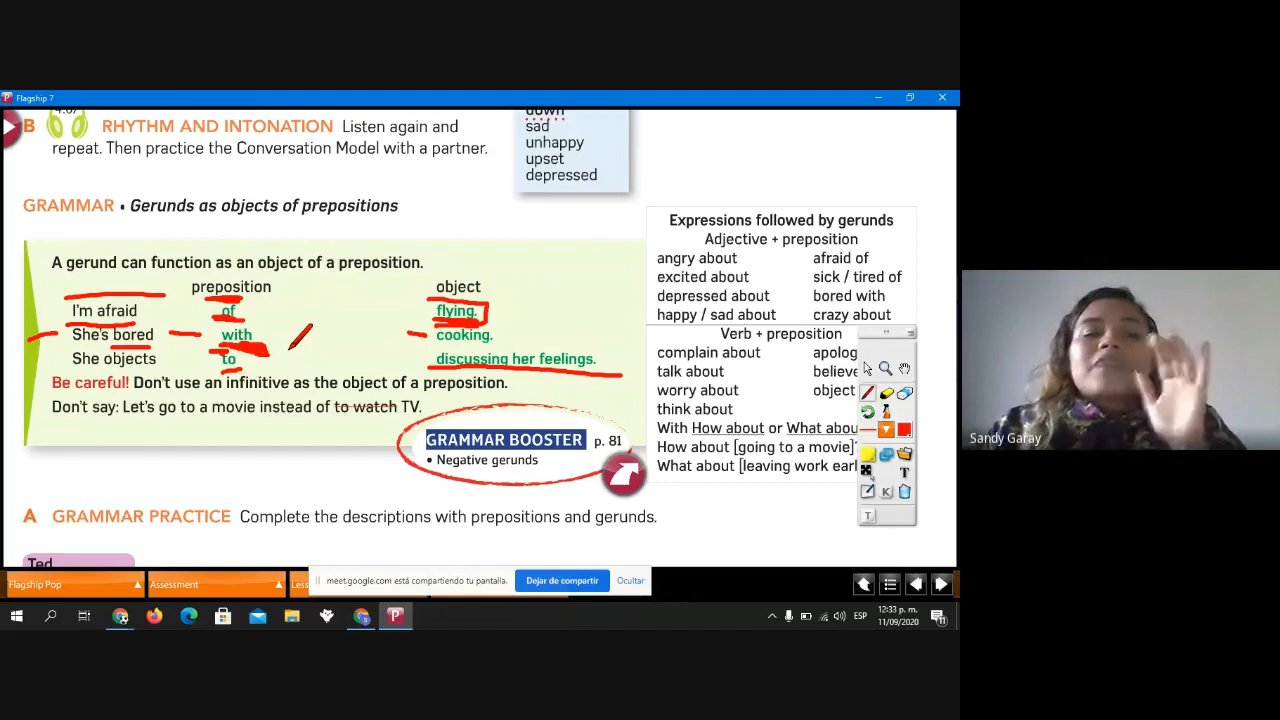 Flagship 7
4:07
down
B RHYTHM AND INTONATION Listen again and
repeat. Then practice the Conversation Model with a partner.
sad
unhappy
upset
depressed
GRAMMAR • Gerunds as objects of prepositions
A gerund can function as an object of a preposition.
preposition object
I'm afraid of flying.
She's bored with cooking.
She objects to discussing her feelings.
Be careful! Don't use an infinitive as the object of a preposition.
Don't say: Let's go to a movie instead of to watch TV.
GRAMMAR BOOSTER p. 81
• Negative gerunds
Expressions followed by gerunds
Adjective + preposition
angry about afraid of
excited about sick / tired of
depressed about bored with
happy / sad about crazy about
Verb + preposition
complain about apolog
talk about believe
worry about object
think about
With How about or What abou
How about [going to a movie]?
What about [leaving work earl
T
K
T
A GRAMMAR PRACTICE Complete the descriptions with prepositions and gerunds.
Ted
Flagship Pop
Assessment
Less
meet.google.com está compartiendo tu pantalla.
Dejar de compartir
Ocultar
ESP
12:33 p. m.
11/09/2020
11
Sandy Garay